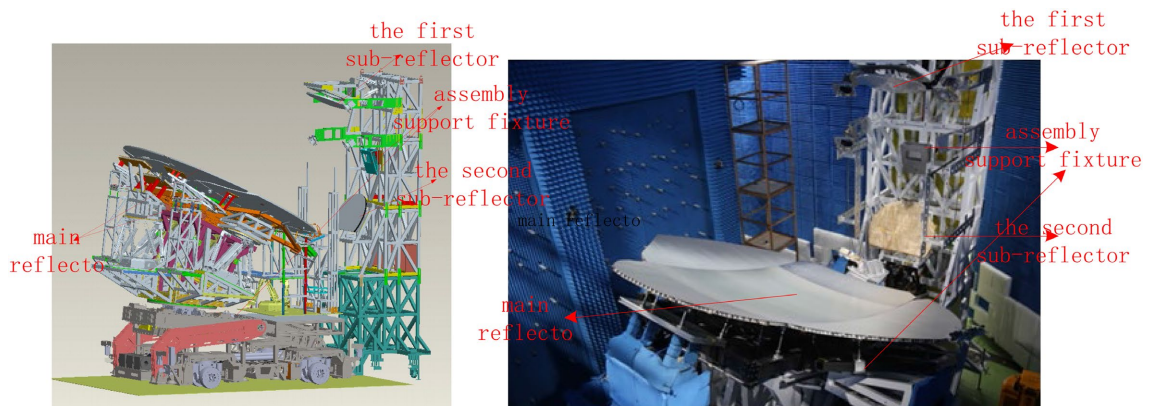 the first
sub-reflector
assembly
support fixture
the second
sub-reflector
main
reflecto
the first
sub-reflector
assembly
support fixture
main reflecto
the second
sub-reflector
main
reflecto